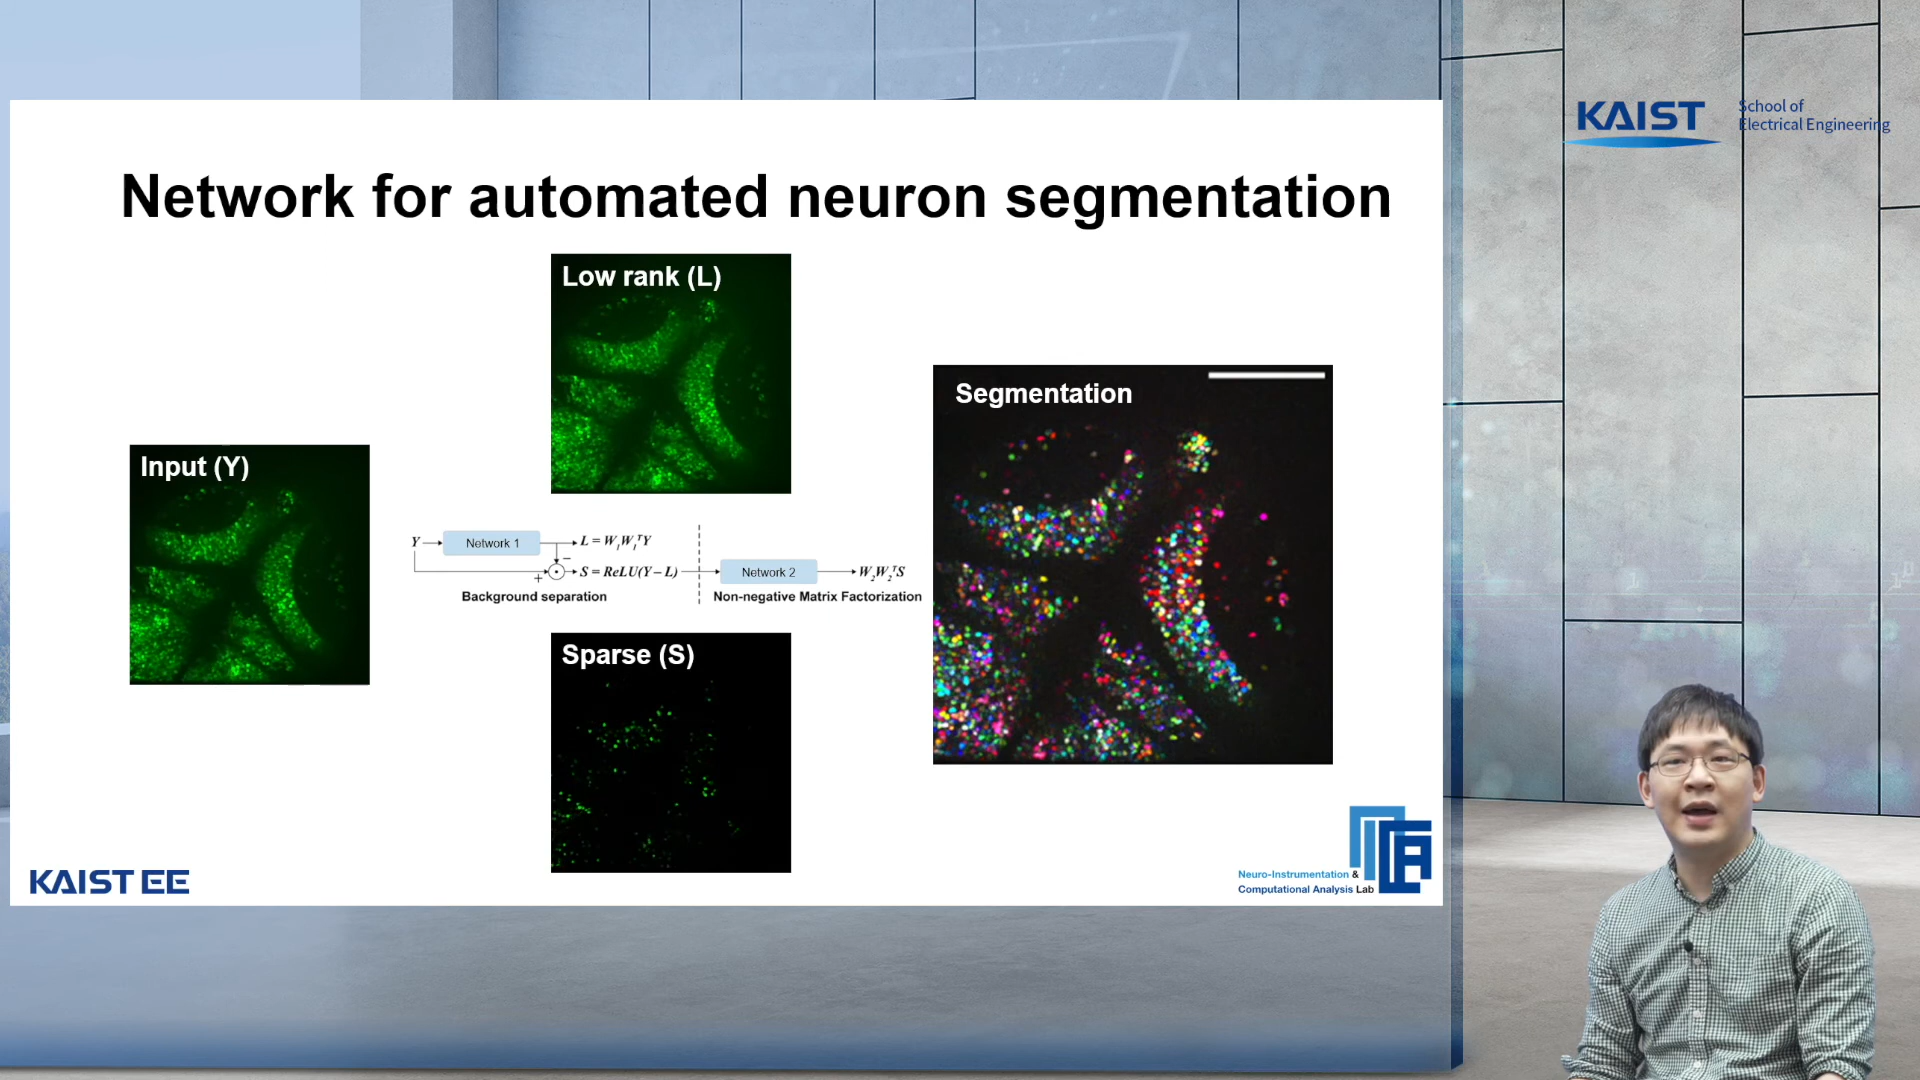 KAIST
School of
Electrical Engineering
Network for automated neuron segmentation
Low rank (L)
Input (Y)
Segmentation
Y
Network 1
L = W₁W₁ᵀY
−
+
S = ReLU(Y – L)
Network 2
W₂W₂ᵀS
Background separation
Non-negative Matrix Factorization
Sparse (S)
KAIST EE
Neuro-Instrumentation &
Computational Analysis Lab